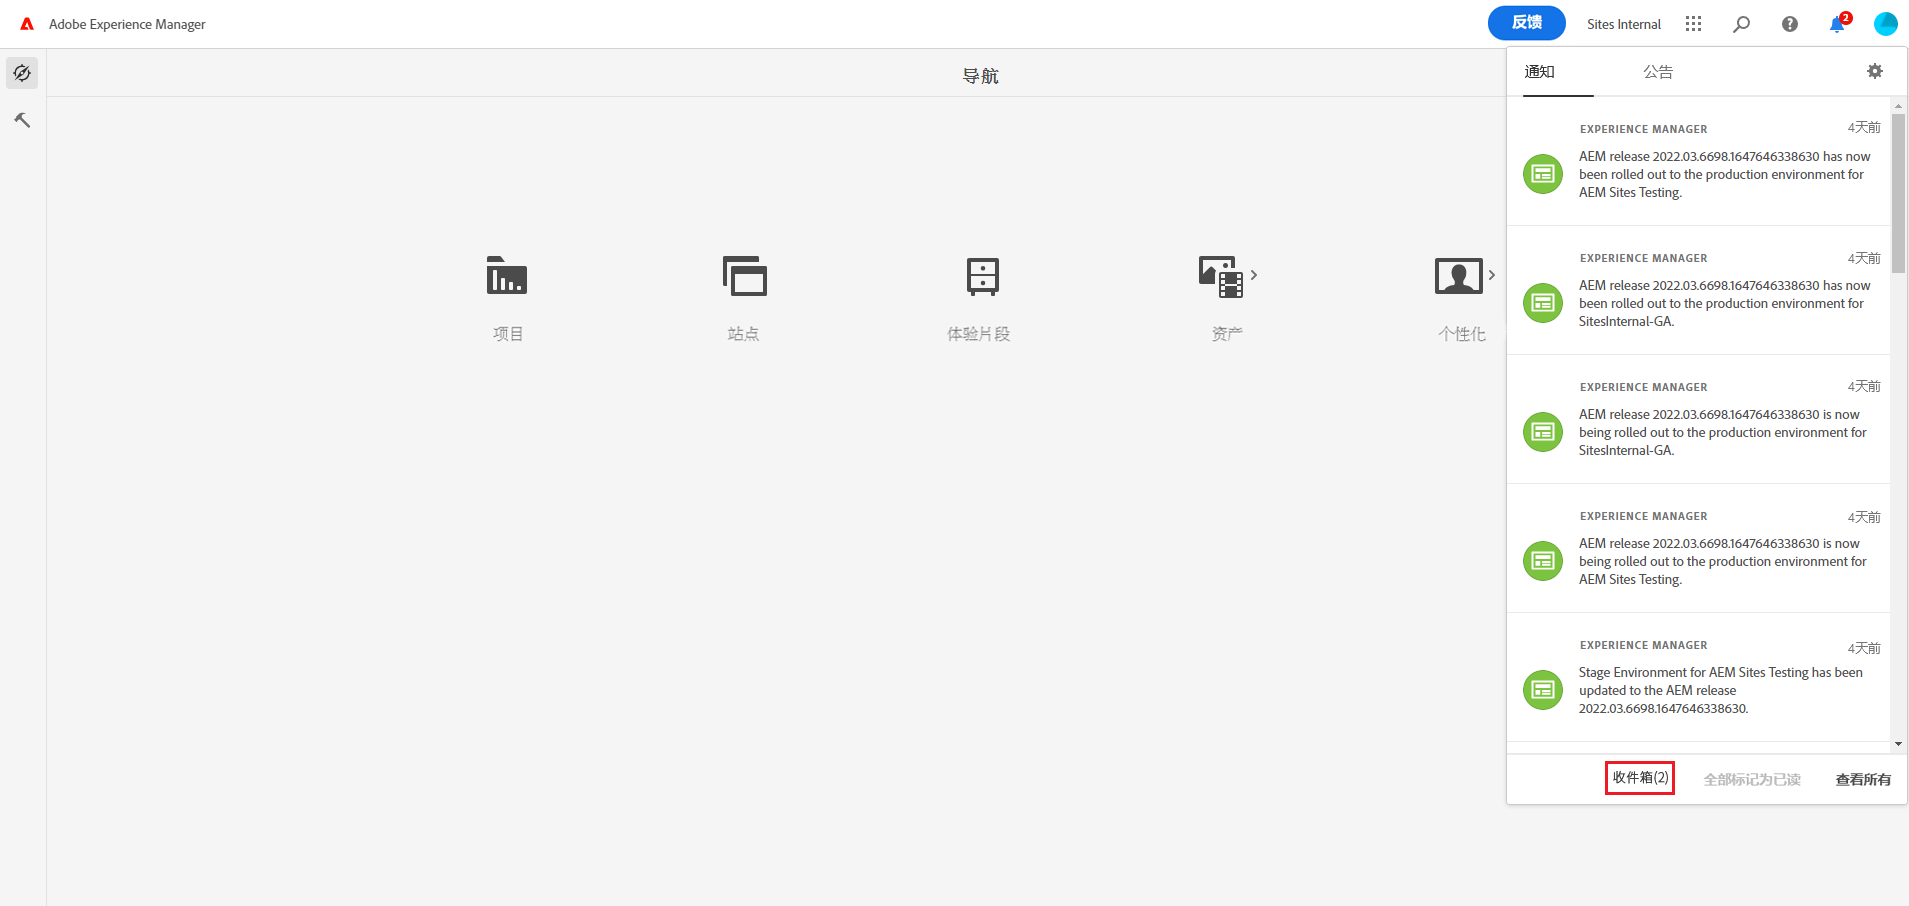 Adobe Experience Manager
反馈
Sites Internal
2
导航
项目
站点
体验片段
资产
个性化
通知
公告
EXPERIENCE MANAGER
4天前
AEM release 2022.03.6698.1647646338630 has now
been rolled out to the production environment for
AEM Sites Testing.
EXPERIENCE MANAGER
4天前
AEM release 2022.03.6698.1647646338630 has now
been rolled out to the production environment for
SitesInternal-GA.
EXPERIENCE MANAGER
4天前
AEM release 2022.03.6698.1647646338630 is now
being rolled out to the production environment for
SitesInternal-GA.
EXPERIENCE MANAGER
4天前
AEM release 2022.03.6698.1647646338630 is now
being rolled out to the production environment for
AEM Sites Testing.
EXPERIENCE MANAGER
4天前
Stage Environment for AEM Sites Testing has been
updated to the AEM release
2022.03.6698.1647646338630.
收件箱(2)
全部标记为已读
查看所有